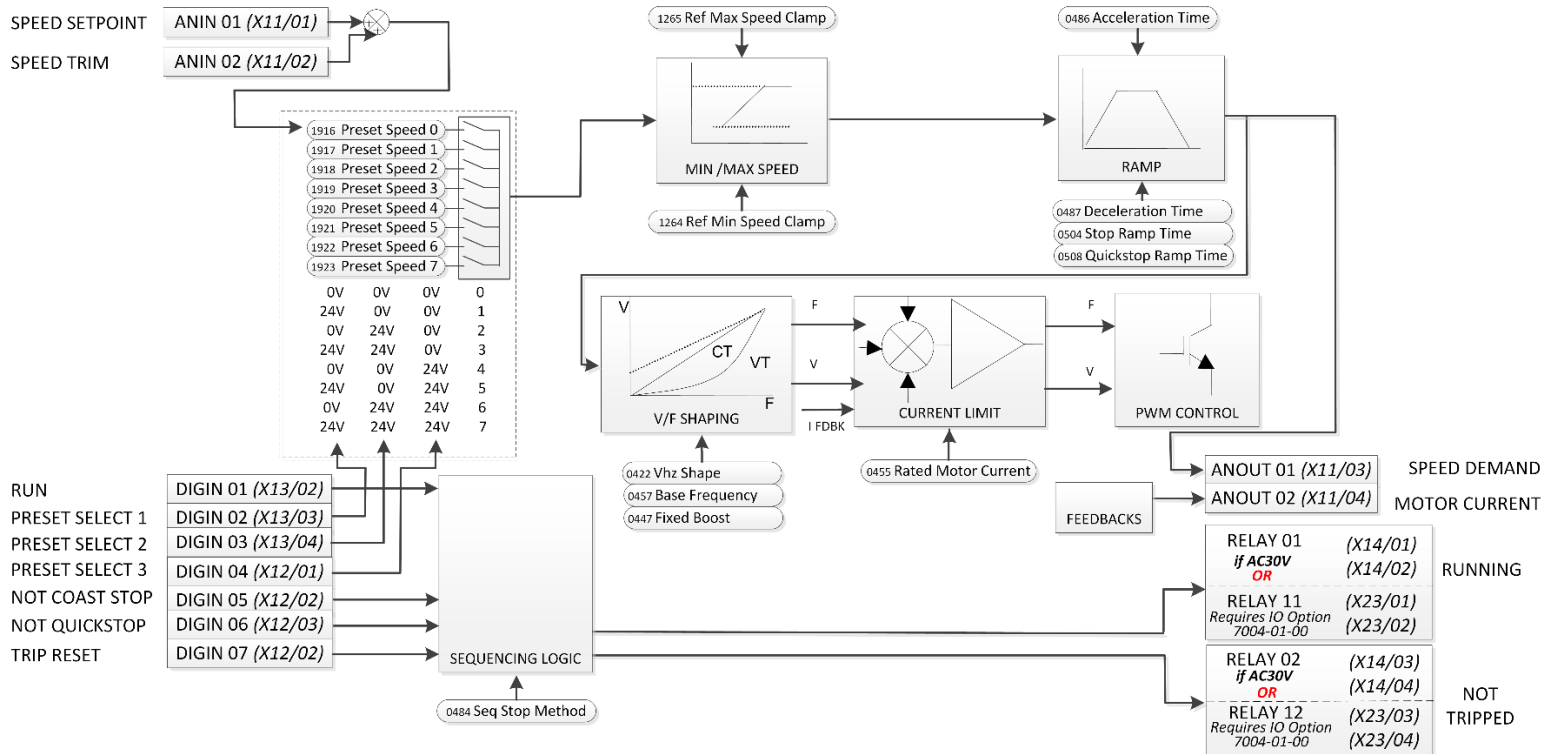 SPEED SETPOINT
ANIN 01 (X11/01)
SPEED TRIM
ANIN 02 (X11/02)
1265 Ref Max Speed Clamp
MIN /MAX SPEED
1264 Ref Min Speed Clamp
0486 Acceleration Time
RAMP
0487 Deceleration Time
0504 Stop Ramp Time
0508 Quickstop Ramp Time
1916 Preset Speed 0
1917 Preset Speed 1
1918 Preset Speed 2
1919 Preset Speed 3
1920 Preset Speed 4
1921 Preset Speed 5
1922 Preset Speed 6
1923 Preset Speed 7
0V 0V 0V 0
24V 0V 0V 1
0V 24V 0V 2
24V 24V 0V 3
0V 0V 24V 4
24V 0V 24V 5
0V 24V 24V 6
24V 24V 24V 7
V
CT
VT
F
V/F SHAPING
F
V
I FDBK
CURRENT LIMIT
F
V
PWM CONTROL
0422 Vhz Shape
0457 Base Frequency
0447 Fixed Boost
0455 Rated Motor Current
RUN
DIGIN 01 (X13/02)
PRESET SELECT 1
DIGIN 02 (X13/03)
PRESET SELECT 2
DIGIN 03 (X13/04)
PRESET SELECT 3
DIGIN 04 (X12/01)
NOT COAST STOP
DIGIN 05 (X12/02)
NOT QUICKSTOP
DIGIN 06 (X12/03)
TRIP RESET
DIGIN 07 (X12/02)
SEQUENCING LOGIC
0484 Seq Stop Method
FEEDBACKS
ANOUT 01 (X11/03)
SPEED DEMAND
ANOUT 02 (X11/04)
MOTOR CURRENT
RELAY 01 (X14/01)
if AC30V (X14/02)
OR
RUNNING
RELAY 11 (X23/01)
Requires IO Option (X23/02)
7004-01-00
RELAY 02 (X14/03)
if AC30V (X14/04)
OR
NOT
TRIPPED
RELAY 12 (X23/03)
Requires IO Option (X23/04)
7004-01-00